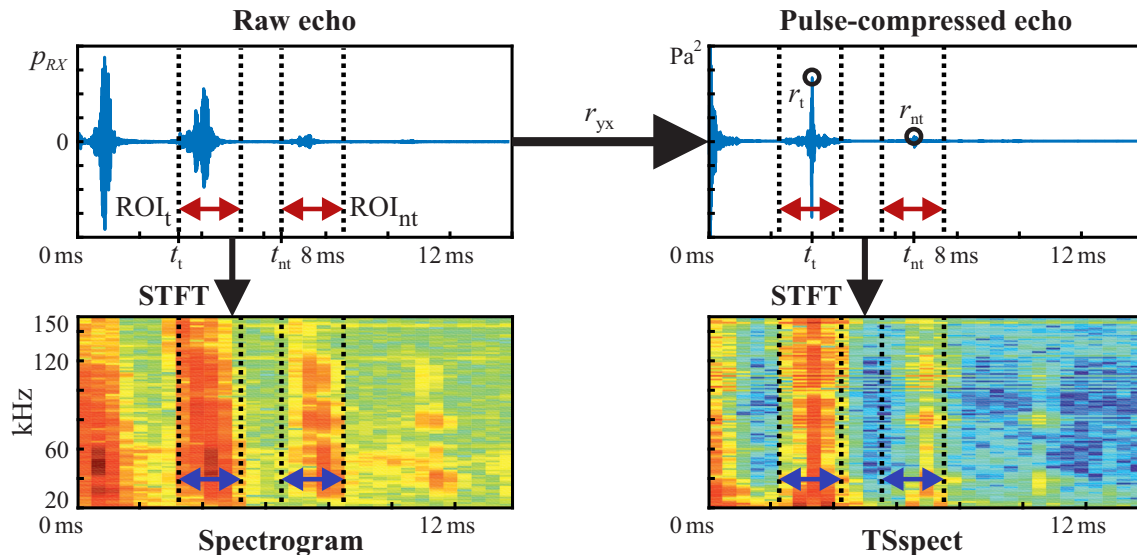 Raw echo
Pulse-compressed echo
p_RX
0
ROI_t
ROI_nt
0 ms
t_t
t_nt
8 ms
12 ms
r_yx
Pa²
r_t
r_nt
0 ms
t_t
t_nt
8 ms
12 ms
STFT
STFT
150
120
60
20
kHz
0 ms
12 ms
0 ms
12 ms
Spectrogram
TSspect